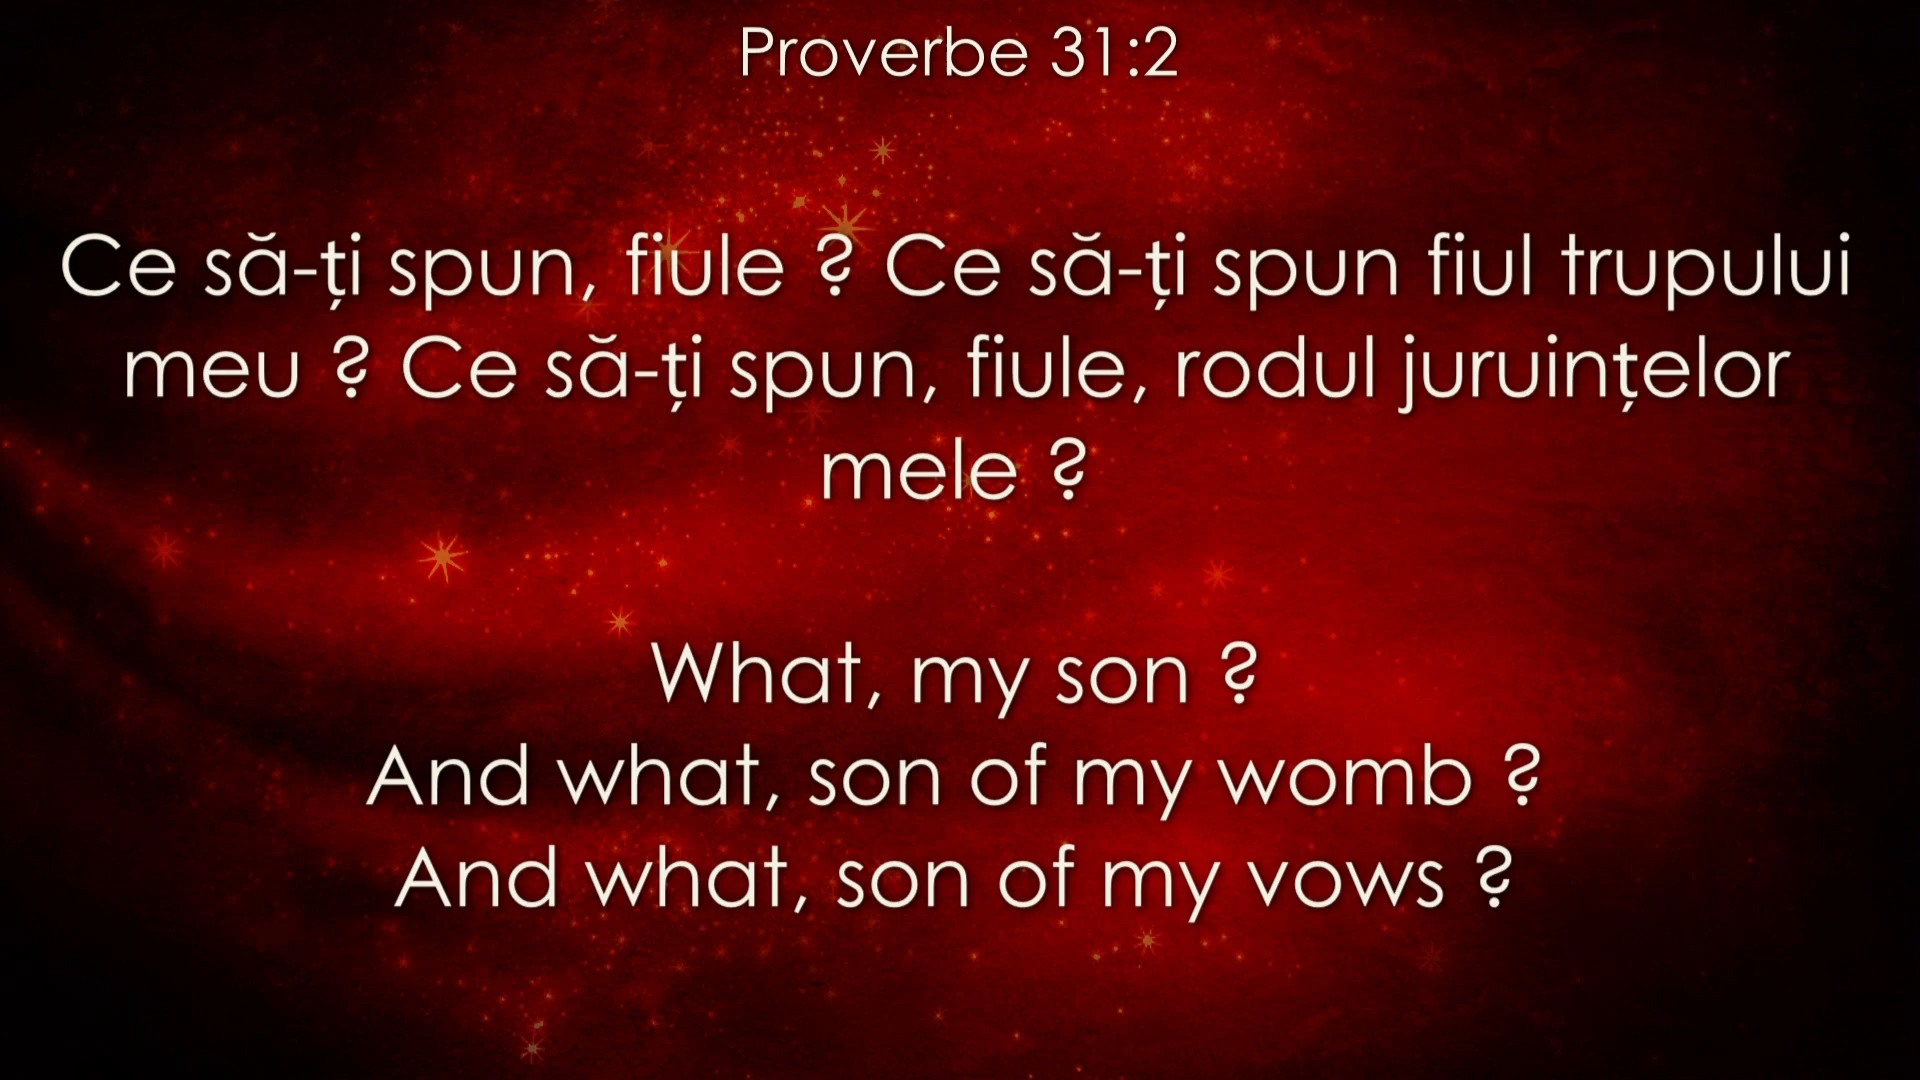 Proverbe 31:2
Ce să-ți spun, fiule ? Ce să-ți spun fiul trupului
meu ? Ce să-ți spun, fiule, rodul juruințelor
mele ?
What, my son ?
And what, son of my womb ?
And what, son of my vows ?